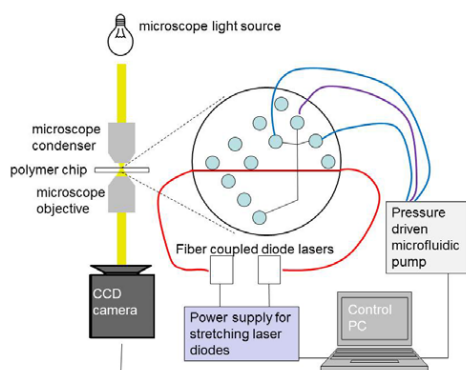 microscope light source
microscope
condenser
polymer chip
microscope
objective
CCD
camera
Fiber coupled diode lasers
Power supply for
stretching laser
diodes
Control
PC
Pressure
driven
microfluidic
pump